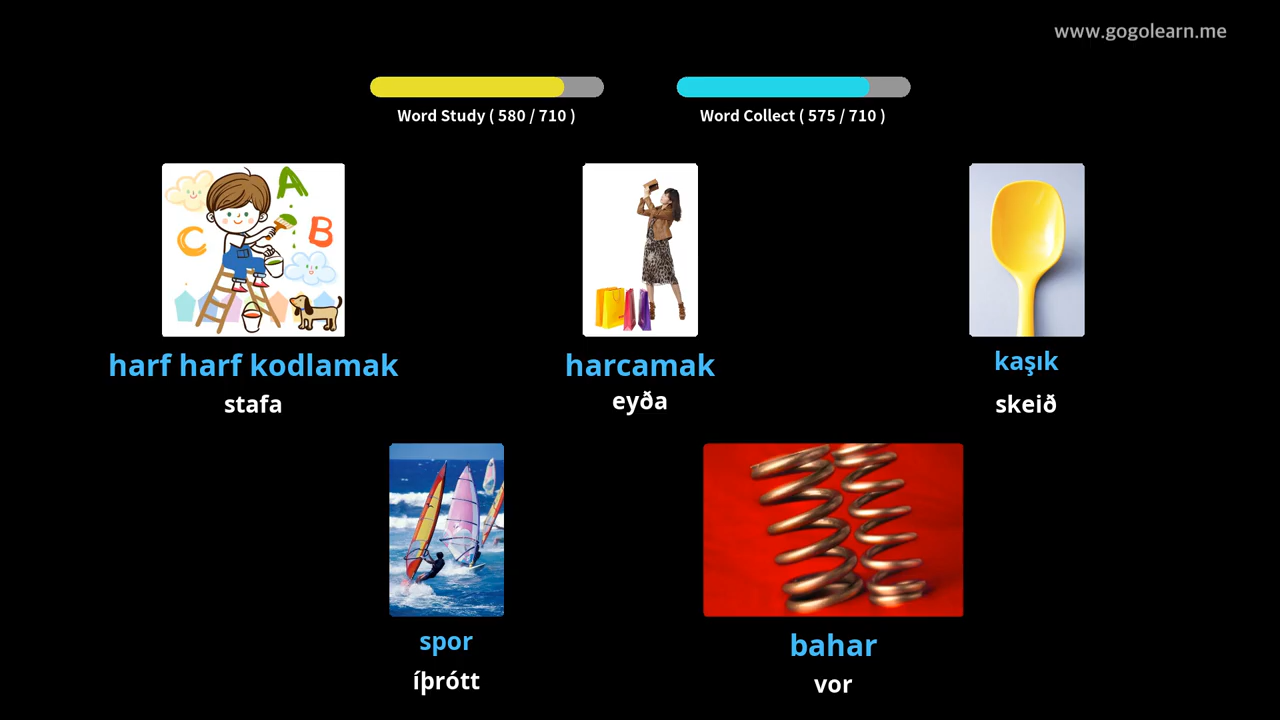 www.gogolearn.me
Word Study ( 580 / 710 )
Word Collect ( 575 / 710 )
A
B
C
harf harf kodlamak
stafa
harcamak
eyða
kaşık
skeið
spor
íþrótt
bahar
vor